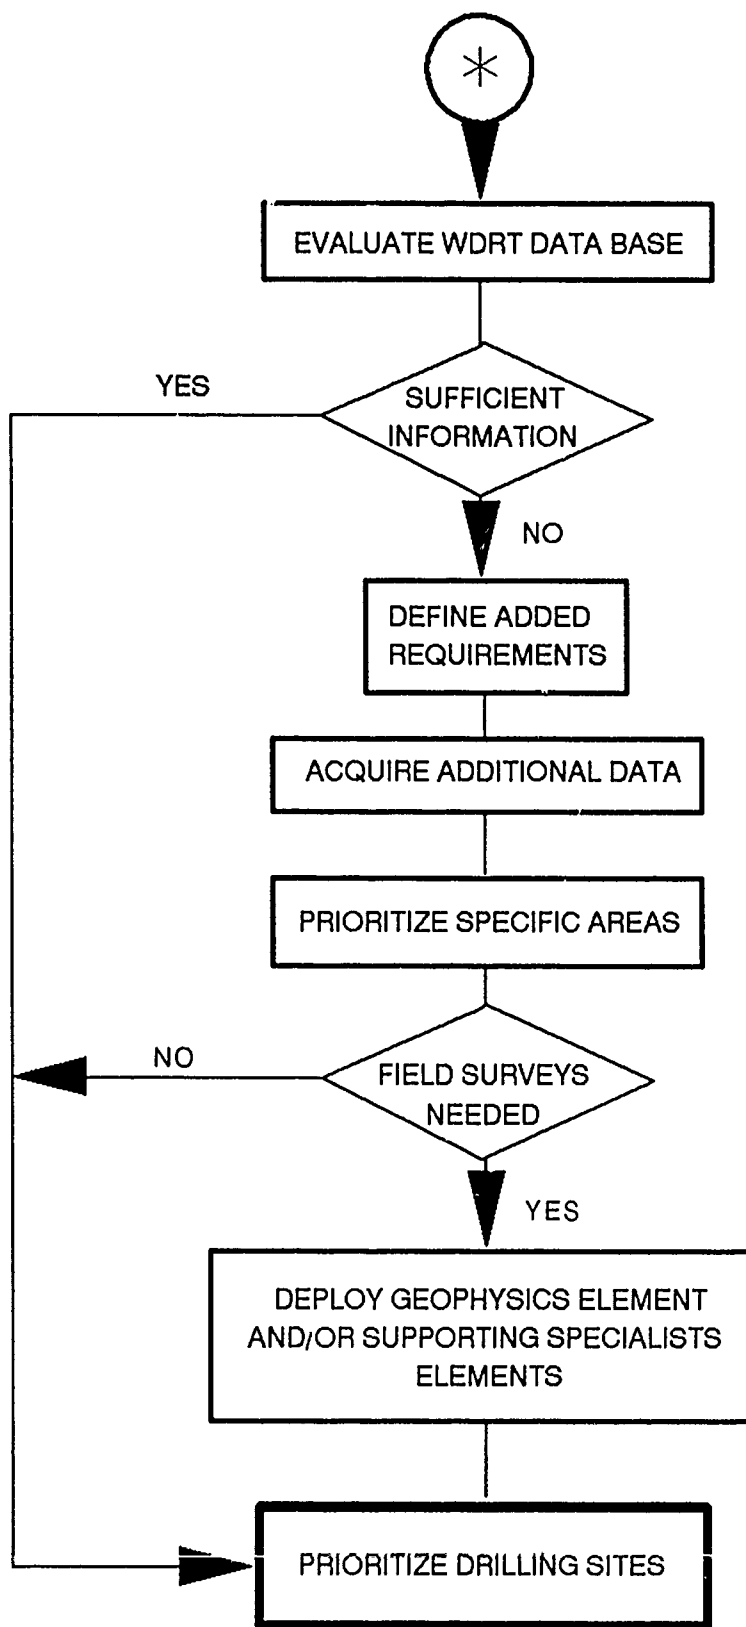 *
EVALUATE WDRT DATA BASE
YES
SUFFICIENT
INFORMATION
NO
DEFINE ADDED
REQUIREMENTS
ACQUIRE ADDITIONAL DATA
PRIORITIZE SPECIFIC AREAS
NO
FIELD SURVEYS
NEEDED
YES
DEPLOY GEOPHYSICS ELEMENT
AND/OR SUPPORTING SPECIALISTS
ELEMENTS
PRIORITIZE DRILLING SITES